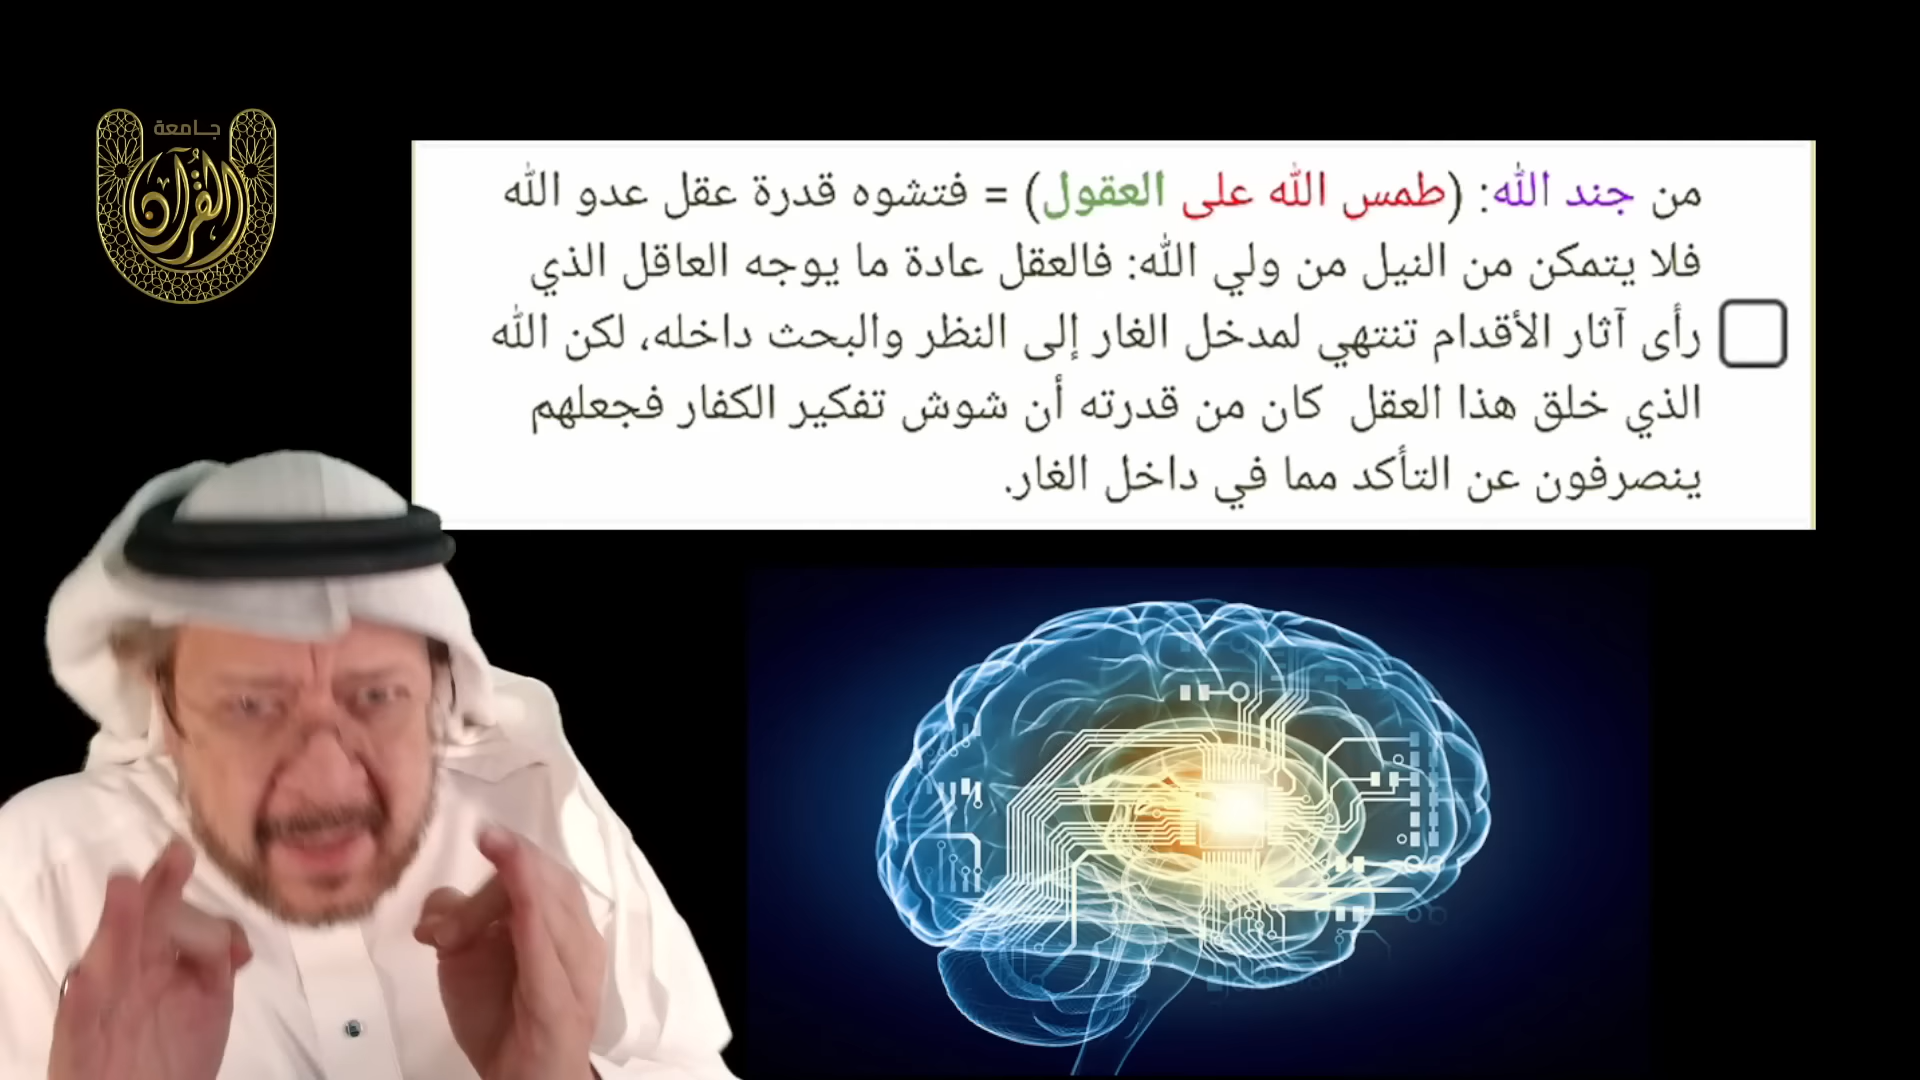 جامعة
القرآن
من جند الله: (طمس الله على العقول) = فتشوه قدرة عقل عدو الله
فلا يتمكن من النيل من ولي الله: فالعقل عادة ما يوجه العاقل الذي
رأى آثار الأقدام تنتهي لمدخل الغار إلى النظر والبحث داخله، لكن الله
الذي خلق هذا العقل كان من قدرته أن شوش تفكير الكفار فجعلهم
ينصرفون عن التأكد مما في داخل الغار.